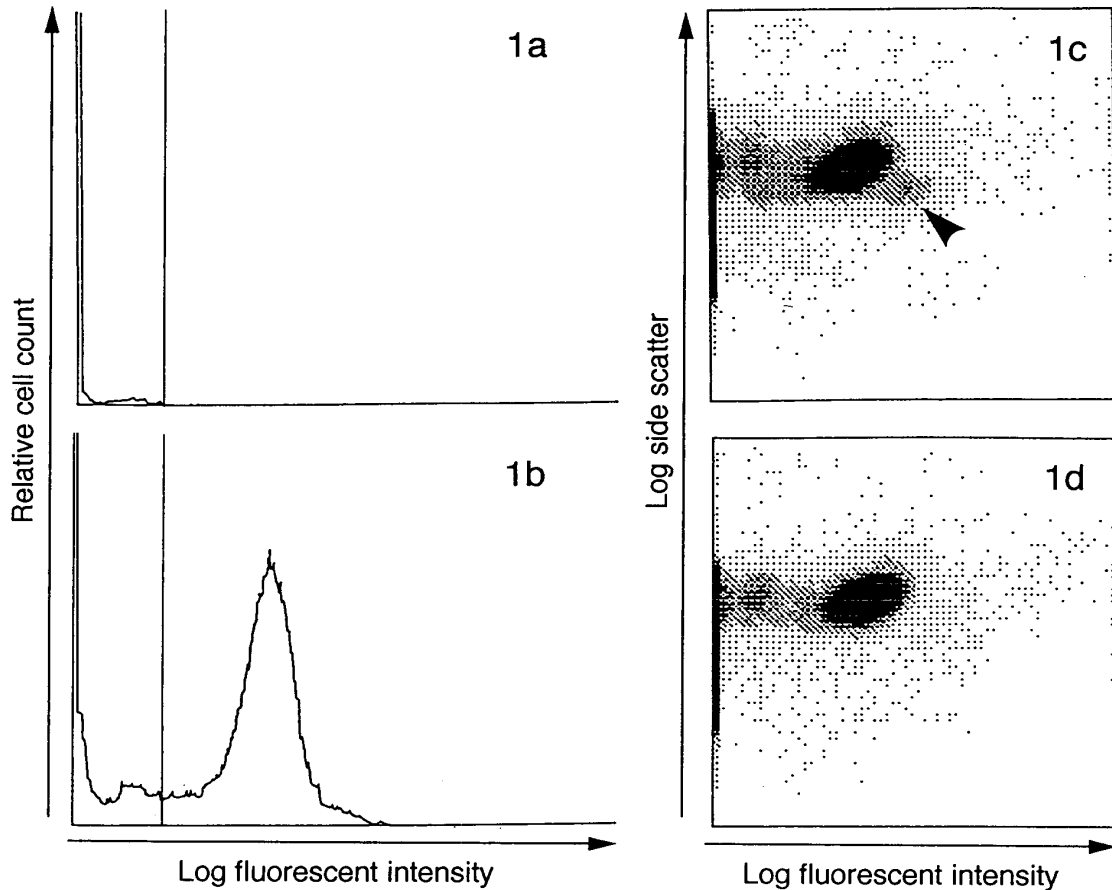 1a
1b
Relative cell count
Log fluorescent intensity
1c
1d
Log side scatter
Log fluorescent intensity